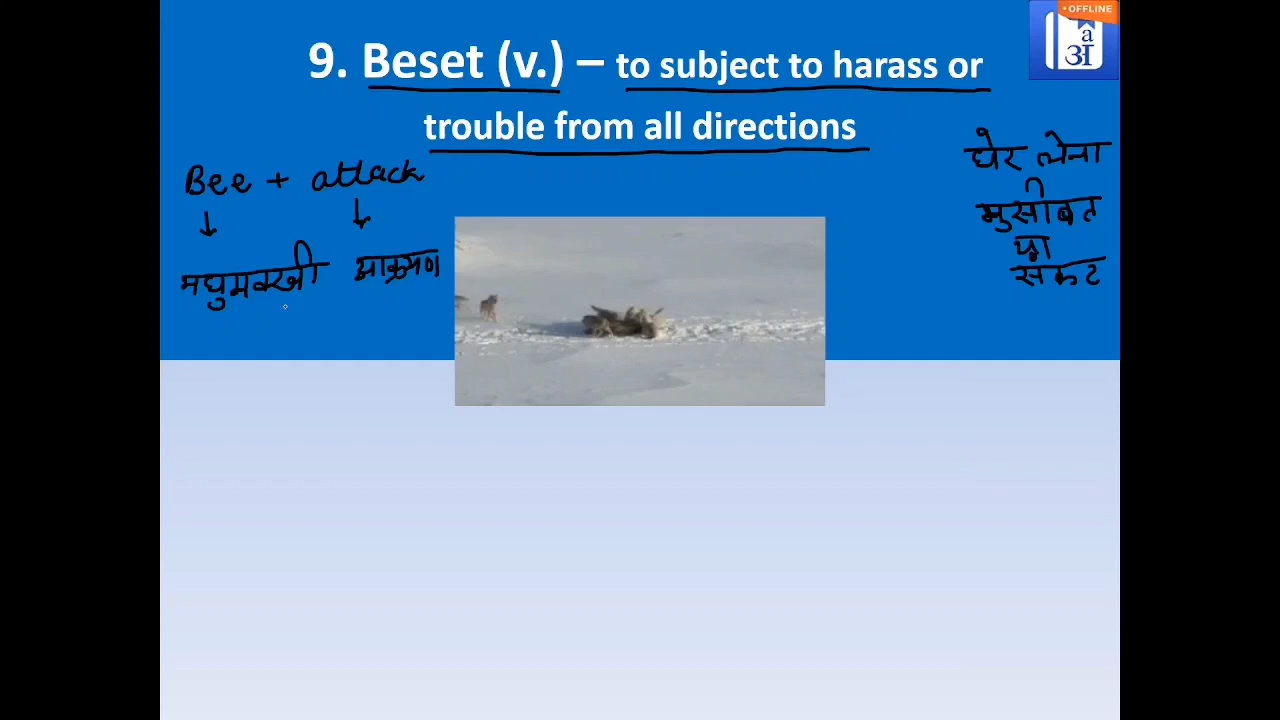 OFFLINE
a
अ
9. Beset (v.) – to subject to harass or
trouble from all directions
Bee + attack
मधुमक्खी आक्रमण
घेर लेना
मुसीबत
या
संकट